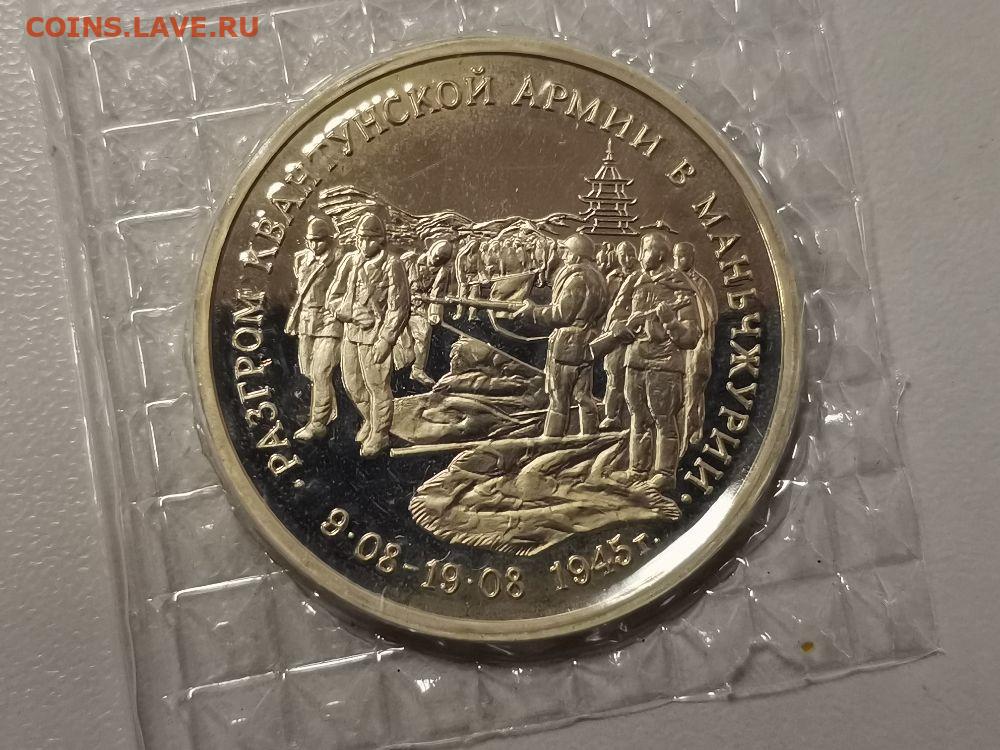 COINS.LAVE.RU
· РАЗГРОМ КВАНТУНСКОЙ АРМИИ В МАНЬЧЖУРИИ ·
9·08-19·08 1945г.